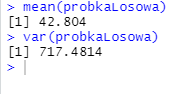 > mean(probkaLosowa)
[1] 42.804
> var(probkaLosowa)
[1] 717.4814
>